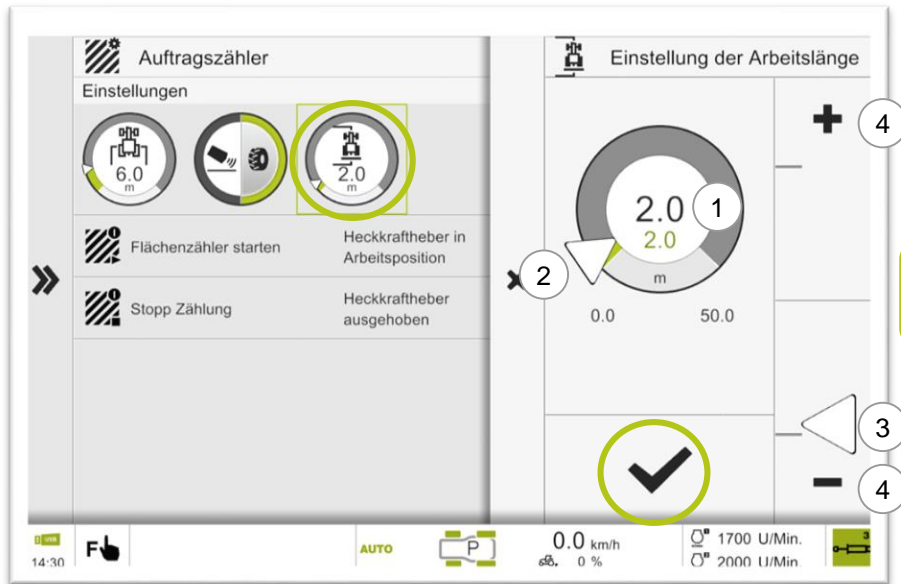 Auftragszähler
Einstellungen
6.0
m
2.0
m
Flächenzähler starten
Heckkraftheber in
Arbeitsposition
Stopp Zählung
Heckkraftheber
ausgehoben
Einstellung der Arbeitslänge
2.0
2.0
m
0.0 50.0
1
2
3
4
4
USB
14:30
F
AUTO
P
0.0 km/h
0 %
1700 U/Min.
2000 U/Min.
3